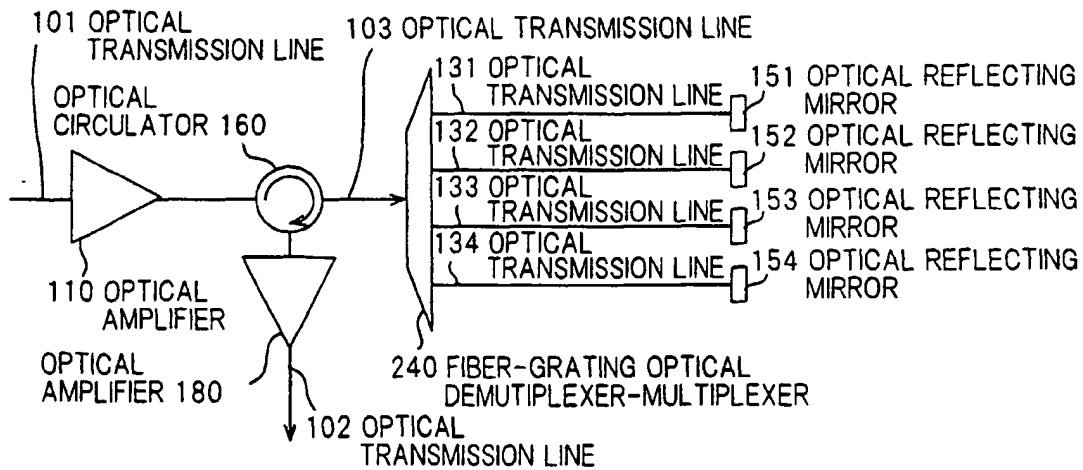 101 OPTICAL
TRANSMISSION LINE
103 OPTICAL TRANSMISSION LINE
OPTICAL
CIRCULATOR 160
131 OPTICAL
TRANSMISSION LINE
151 OPTICAL REFLECTING
MIRROR
132 OPTICAL
TRANSMISSION LINE
152 OPTICAL REFLECTING
MIRROR
133 OPTICAL
TRANSMISSION LINE
153 OPTICAL REFLECTING
MIRROR
134 OPTICAL
TRANSMISSION LINE
154 OPTICAL REFLECTING
MIRROR
110 OPTICAL
AMPLIFIER
OPTICAL
AMPLIFIER 180
240 FIBER-GRATING OPTICAL
DEMUTIPLEXER-MULTIPLEXER
102 OPTICAL
TRANSMISSION LINE